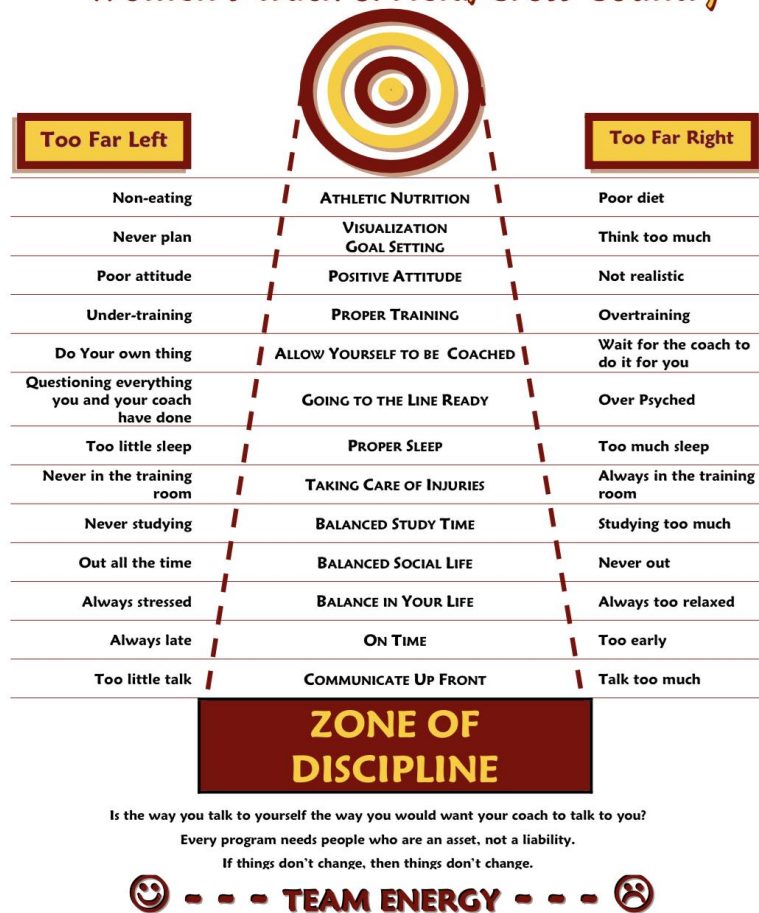 Women's Track & Field/Cross Country
Too Far Left
Too Far Right
Non-eating
ATHLETIC NUTRITION
Poor diet
Never plan
VISUALIZATION
GOAL SETTING
Think too much
Poor attitude
POSITIVE ATTITUDE
Not realistic
Under-training
PROPER TRAINING
Overtraining
Do Your own thing
ALLOW YOURSELF TO BE COACHED
Wait for the coach to
do it for you
Questioning everything
you and your coach
have done
GOING TO THE LINE READY
Over Psyched
Too little sleep
PROPER SLEEP
Too much sleep
Never in the training
room
TAKING CARE OF INJURIES
Always in the training
room
Never studying
BALANCED STUDY TIME
Studying too much
Out all the time
BALANCED SOCIAL LIFE
Never out
Always stressed
BALANCE IN YOUR LIFE
Always too relaxed
Always late
ON TIME
Too early
Too little talk
COMMUNICATE UP FRONT
Talk too much
ZONE OF
DISCIPLINE
Is the way you talk to yourself the way you would want your coach to talk to you?
Every program needs people who are an asset, not a liability.
If things don't change, then things don't change.
TEAM ENERGY